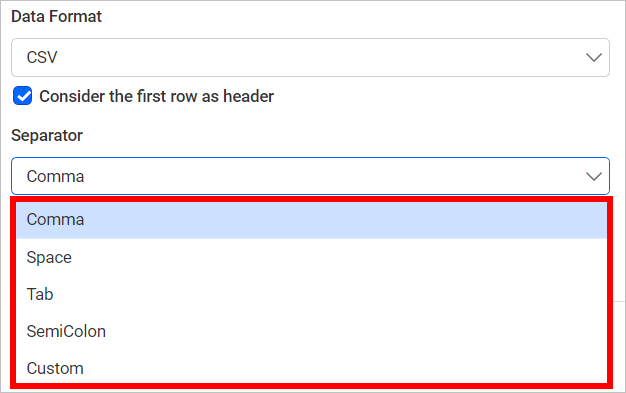 Data Format
CSV
Consider the first row as header
Separator
Comma
Comma
Space
Tab
SemiColon
Custom